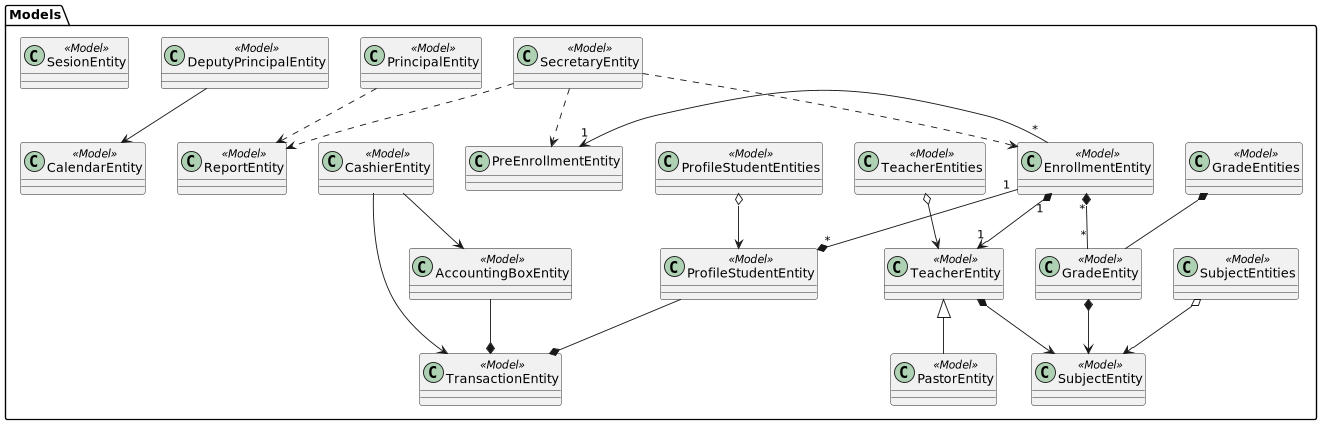 Models
C «Model» SesionEntity
C «Model» DeputyPrincipalEntity
C «Model» PrincipalEntity
C «Model» SecretaryEntity
1
*
C «Model» CalendarEntity
C «Model» ReportEntity
C «Model» CashierEntity
C PreEnrollmentEntity
C «Model» ProfileStudentEntities
C «Model» TeacherEntities
C «Model» EnrollmentEntity
C «Model» GradeEntities
1
1
*
*
1
*
C «Model» AccountingBoxEntity
C «Model» ProfileStudentEntity
C «Model» TeacherEntity
C «Model» GradeEntity
C «Model» SubjectEntities
C «Model» TransactionEntity
C «Model» PastorEntity
C «Model» SubjectEntity